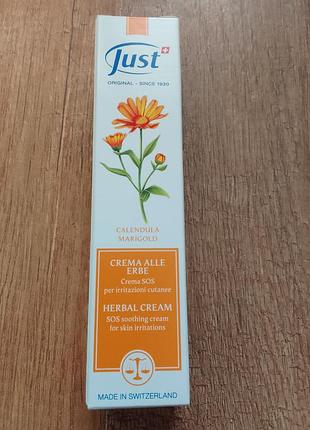 Just
ORIGINAL - SINCE 1930
CALENDULA
MARIGOLD
CREMA ALLE
ERBE
Crema SOS
per irritazioni cutanee
HERBAL CREAM
SOS soothing cream
for skin irritations
MADE IN SWITZERLAND